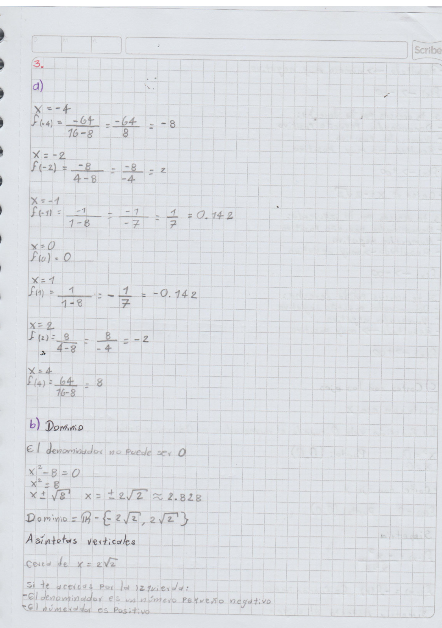 Scribe
3.
a)
x = -4
f(-4) = -64/16-8 = -64/8 = -8
x = -2
f(-2) = -8/4-8 = -8/-4 = 2
x = -1
f(-1) = -1/1-8 = -1/-7 = 1/7 = 0.142
x = 0
f(0) = 0
x = 1
f(1) = 1/1-8 = -1/7 = -0.142
x = 2
f(2) = 8/4-8 = 8/-4 = -2
x = 4
f(4) = 64/16-8 = 8
b) Dominio
El denominador no puede ser 0
x² - 8 = 0
x² = 8
x ± √8 x = ± 2√2 ≈ 2.828
Dominio = ℝ - {-2√2, 2√2}
Asíntotas verticales
cerca de x = 2√2
Si te acercas por la izquierda:
-El denominador es un número pequeño negativo
-El numerador es Positivo